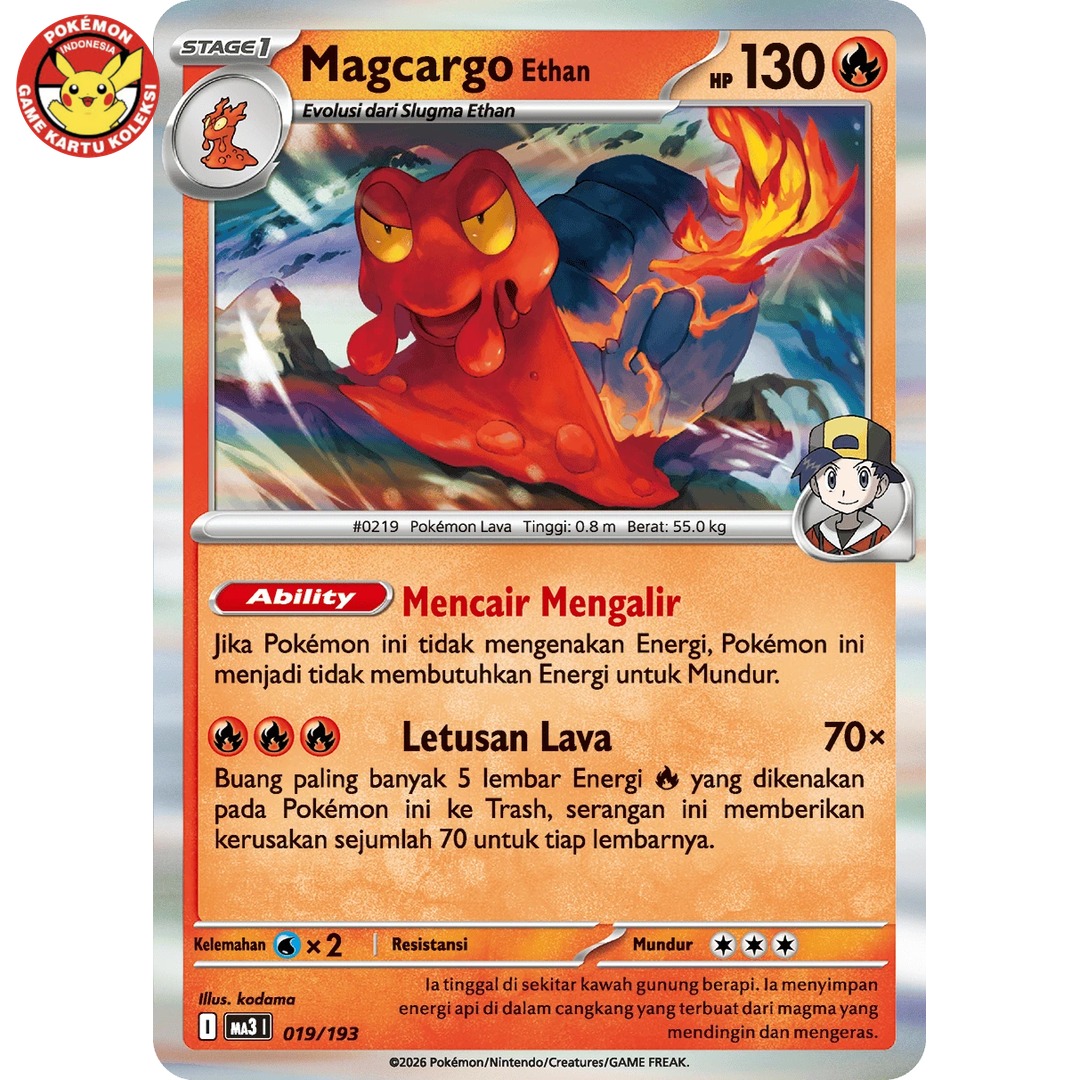 POKÉMON
INDONESIA
GAME KARTU KOLEKSI
STAGE 1
Magcargo Ethan
HP 130
Evolusi dari Slugma Ethan
#0219 Pokémon Lava Tinggi: 0.8 m Berat: 55.0 kg
Ability Mencair Mengalir
Jika Pokémon ini tidak mengenakan Energi, Pokémon ini
menjadi tidak membutuhkan Energi untuk Mundur.
Letusan Lava 70×
Buang paling banyak 5 lembar Energi yang dikenakan
pada Pokémon ini ke Trash, serangan ini memberikan
kerusakan sejumlah 70 untuk tiap lembarnya.
Kelemahan ×2 Resistansi Mundur
Illus. kodama
Ia tinggal di sekitar kawah gunung berapi. Ia menyimpan
energi api di dalam cangkang yang terbuat dari magma yang
mendingin dan mengeras.
I MA3 I 019/193
©2026 Pokémon/Nintendo/Creatures/GAME FREAK.